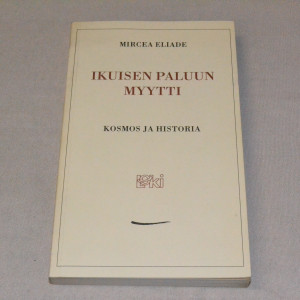 MIRCEA ELIADE
IKUISEN PALUUN
MYYTTI
KOSMOS JA HISTORIA